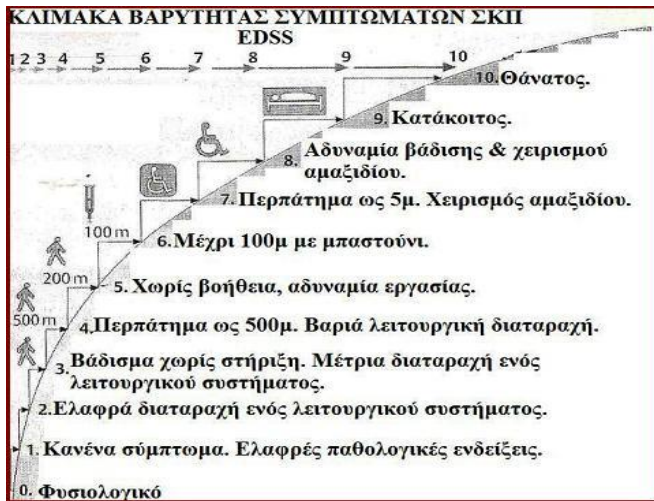 ΚΛΙΜΑΚΑ ΒΑΡΥΤΗΤΑΣ ΣΥΜΠΤΩΜΑΤΩΝ ΣΚΠ
EDSS
1 2 3 4 5 6 7 8 9 10
10. Θάνατος.
9. Κατάκοιτος.
8. Αδυναμία βάδισης & χειρισμού
αμαξιδίου.
7. Περπάτημα ως 5μ. Χειρισμός αμαξιδίου.
100 m
6. Μέχρι 100μ με μπαστούνι.
200 m
5. Χωρίς βοήθεια, αδυναμία εργασίας.
500 m
4. Περπάτημα ως 500μ. Βαριά λειτουργική διαταραχή.
3. Βάδισμα χωρίς στήριξη. Μέτρια διαταραχή ενός
λειτουργικού συστήματος.
2. Ελαφρά διαταραχή ενός λειτουργικού συστήματος.
1. Κανένα σύμπτωμα. Ελαφρές παθολογικές ενδείξεις.
0. Φυσιολογικό